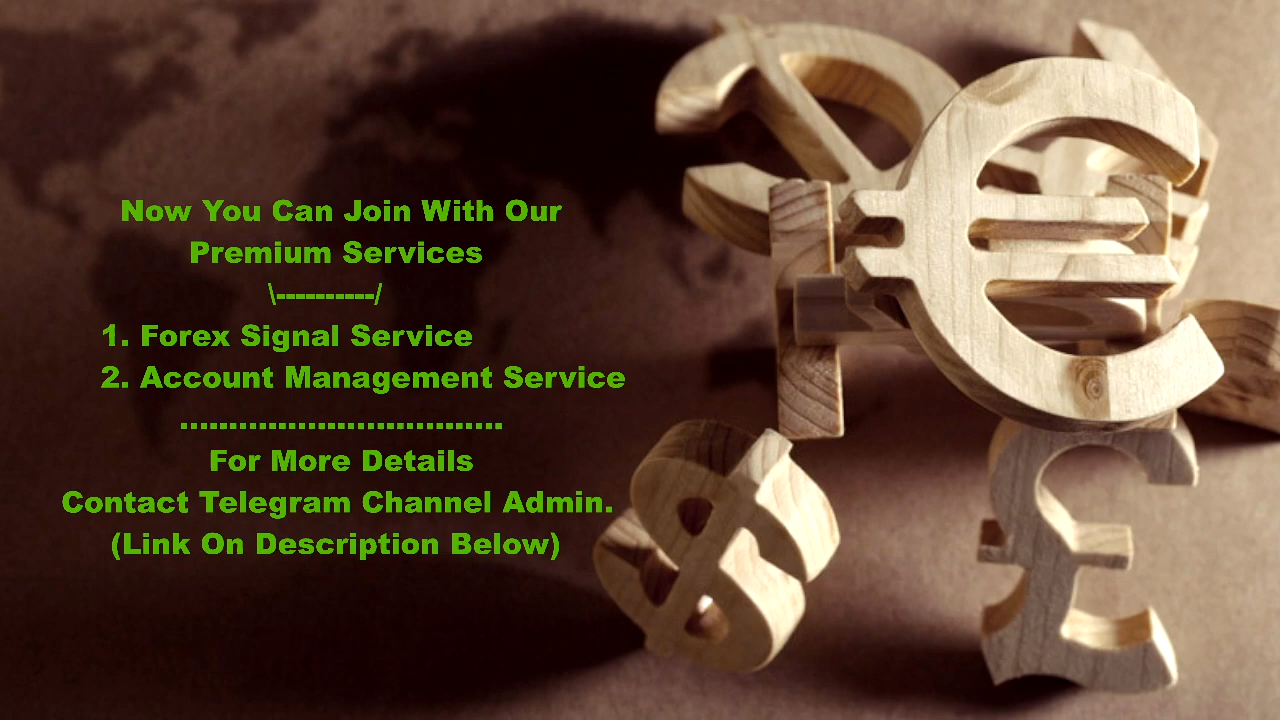 Now You Can Join With Our
Premium Services
\----------/
1. Forex Signal Service
2. Account Management Service
.................................
For More Details
Contact Telegram Channel Admin.
(Link On Description Below)